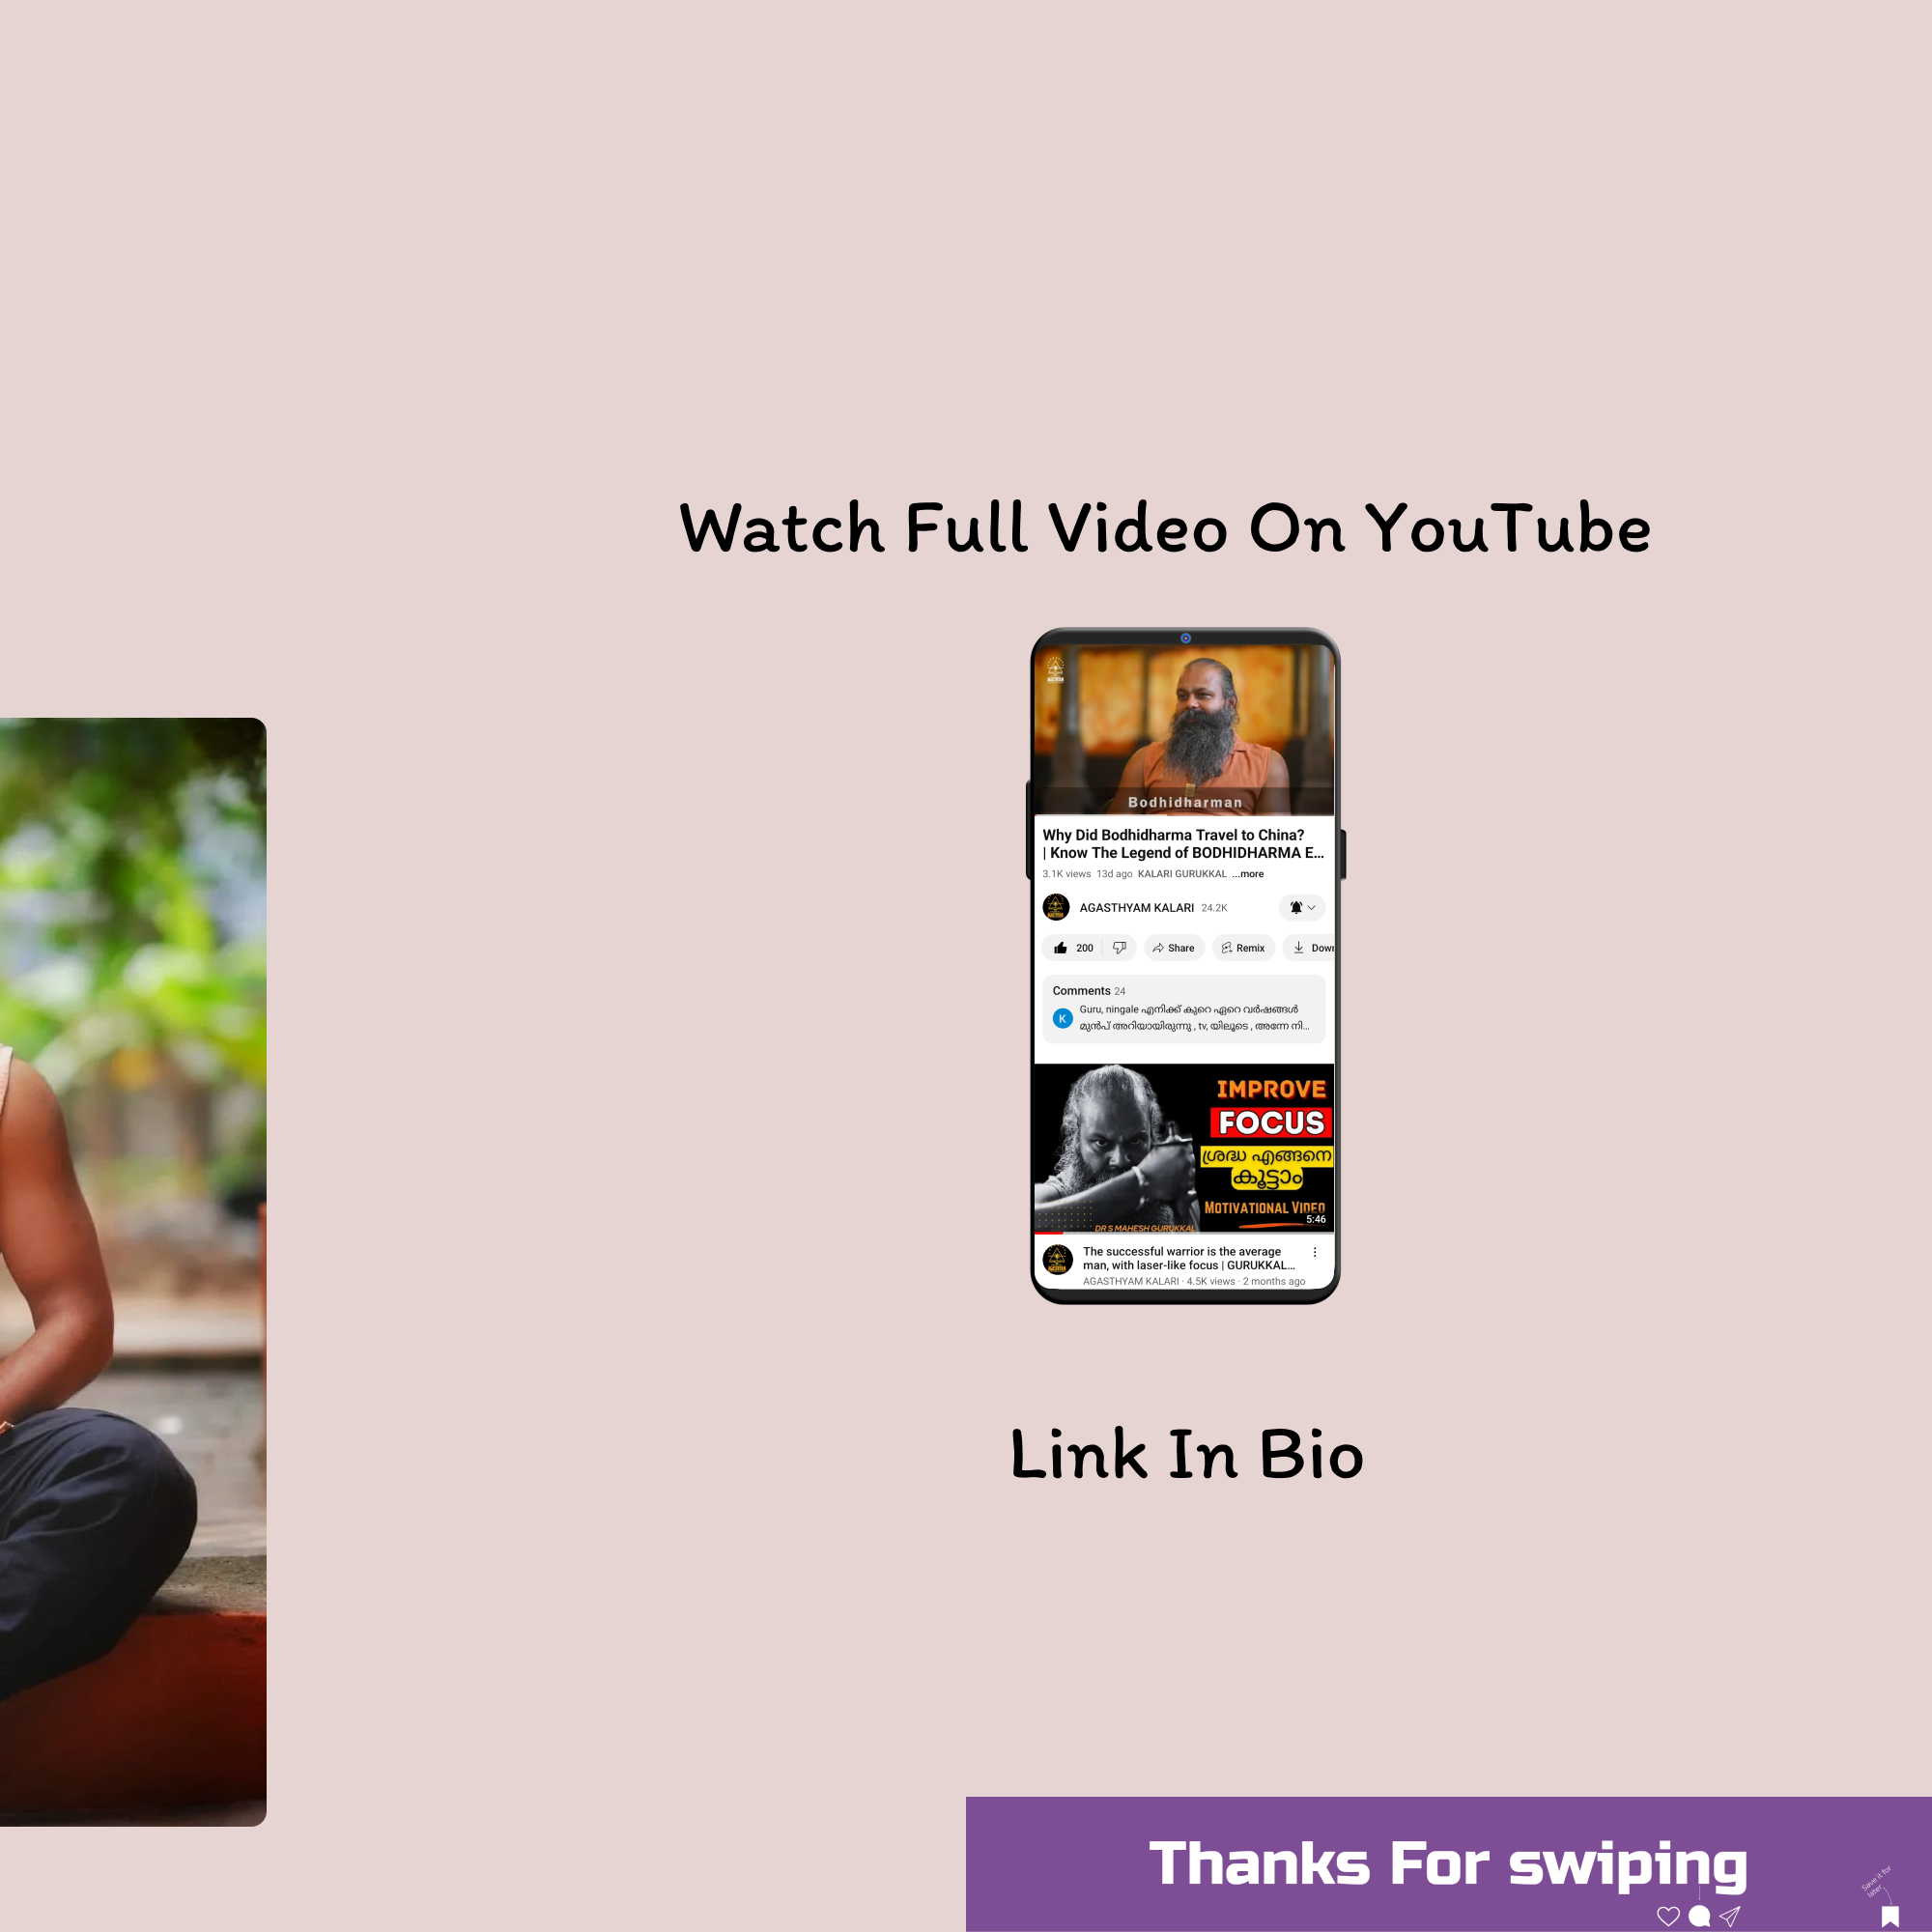 Watch Full Video On YouTube
Bodhidharman
Why Did Bodhidharma Travel to China?
| Know The Legend of BODHIDHARMA E...
3.1K views 13d ago KALARI GURUKKAL ...more
AGASTHYAM KALARI 24.2K
200 Share Remix Down
Comments 24
K
Guru, ningale എനിക്ക് കുറെ ഏറെ വർഷങ്ങൾ
മുൻപ് അറിയായിരുന്നു , tv, യിലൂടെ , അന്നേ നി...
IMPROVE
FOCUS
ശ്രദ്ധ എങ്ങനെ
കൂട്ടാം
MOTIVATIONAL VIDEO
5:46
DR S MAHESH GURUKKAL
The successful warrior is the average
man, with laser-like focus | GURUKKAL...
AGASTHYAM KALARI · 4.5K views · 2 months ago
Link In Bio
Thanks For swiping
Save it for
later